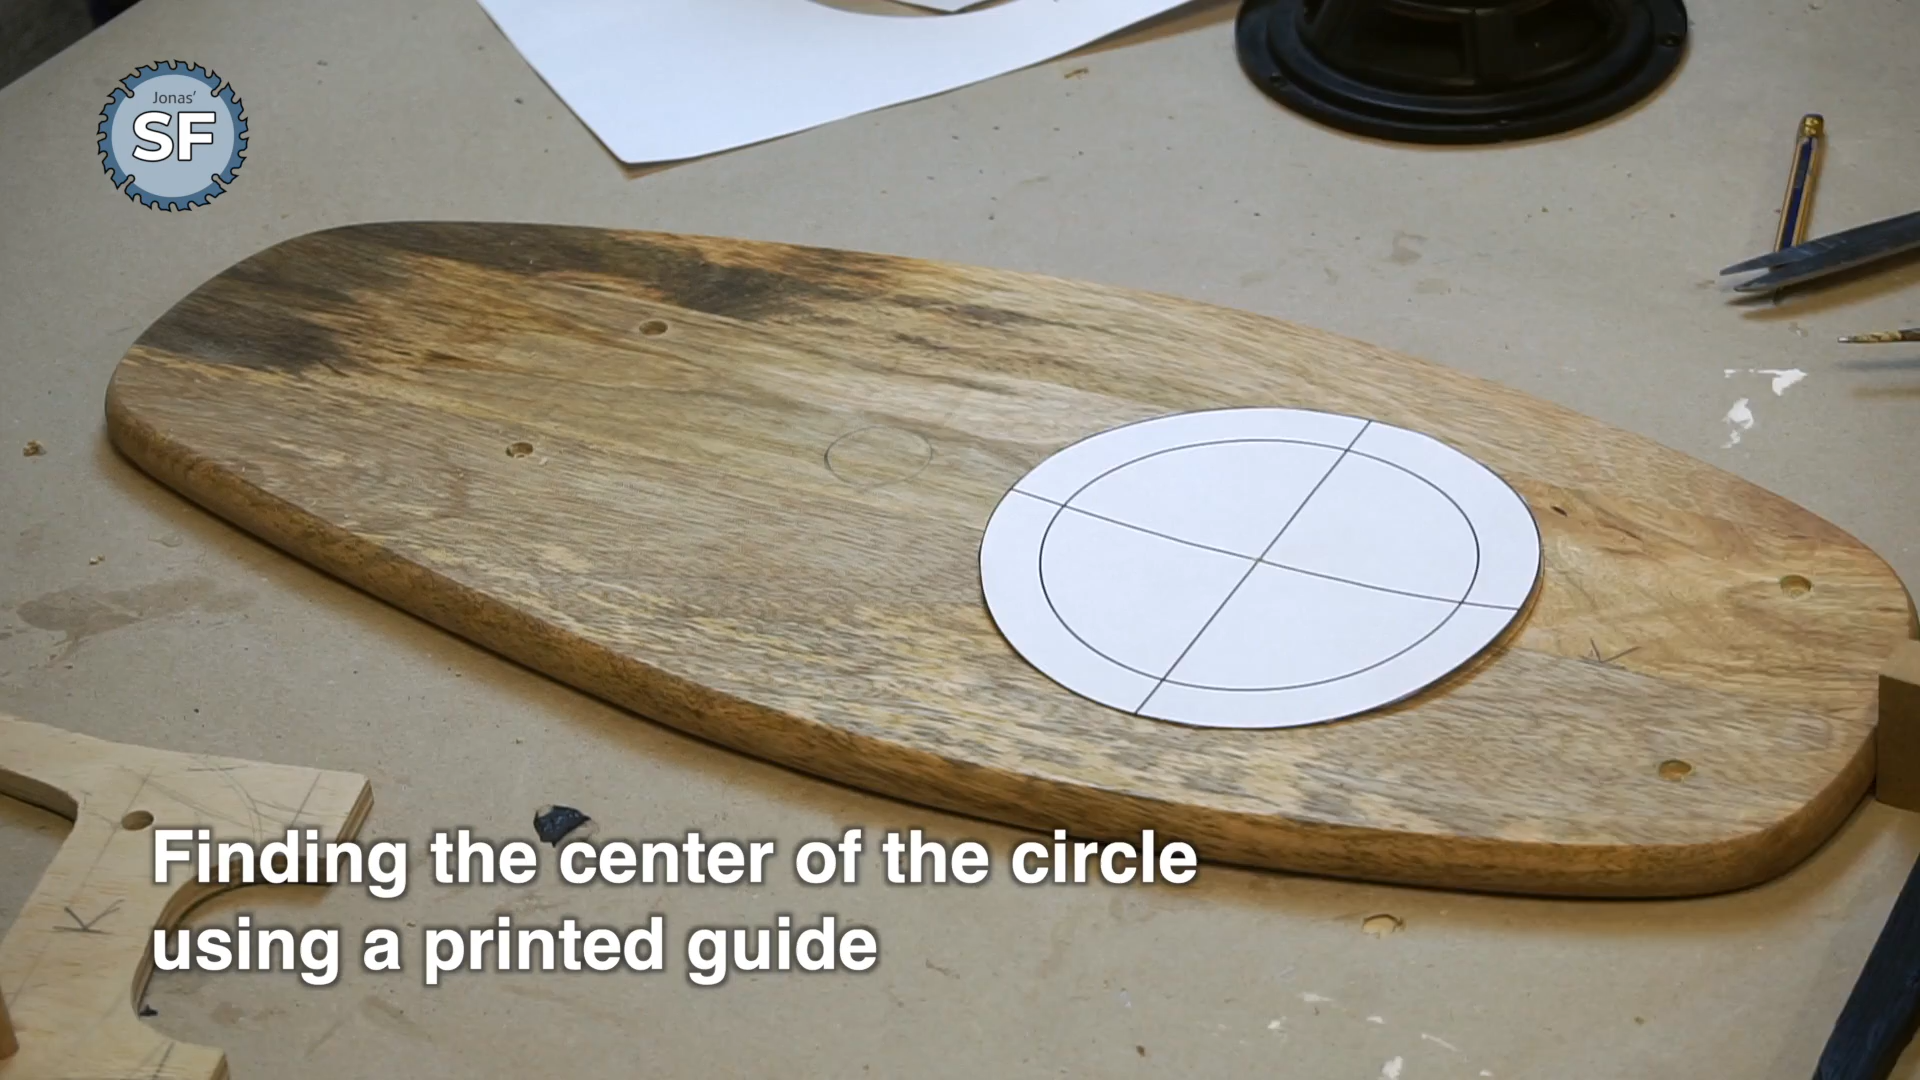 Jonas'
SF
Finding the center of the circle
using a printed guide